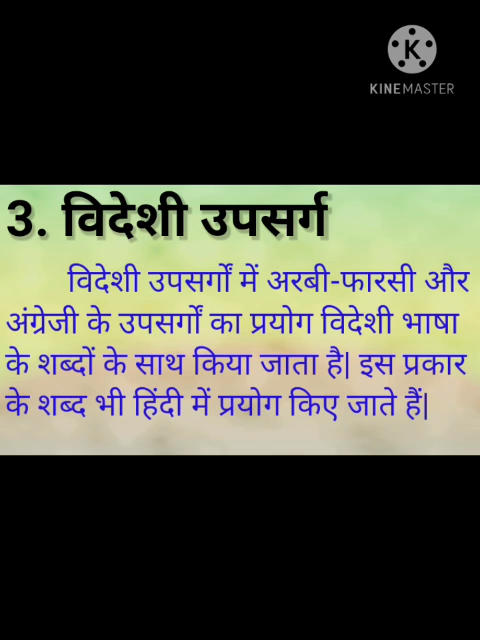 KINEMASTER
3. विदेशी उपसर्ग
विदेशी उपसर्गों में अरबी-फारसी और
अंग्रेजी के उपसर्गों का प्रयोग विदेशी भाषा
के शब्दों के साथ किया जाता है| इस प्रकार
के शब्द भी हिंदी में प्रयोग किए जाते हैं|